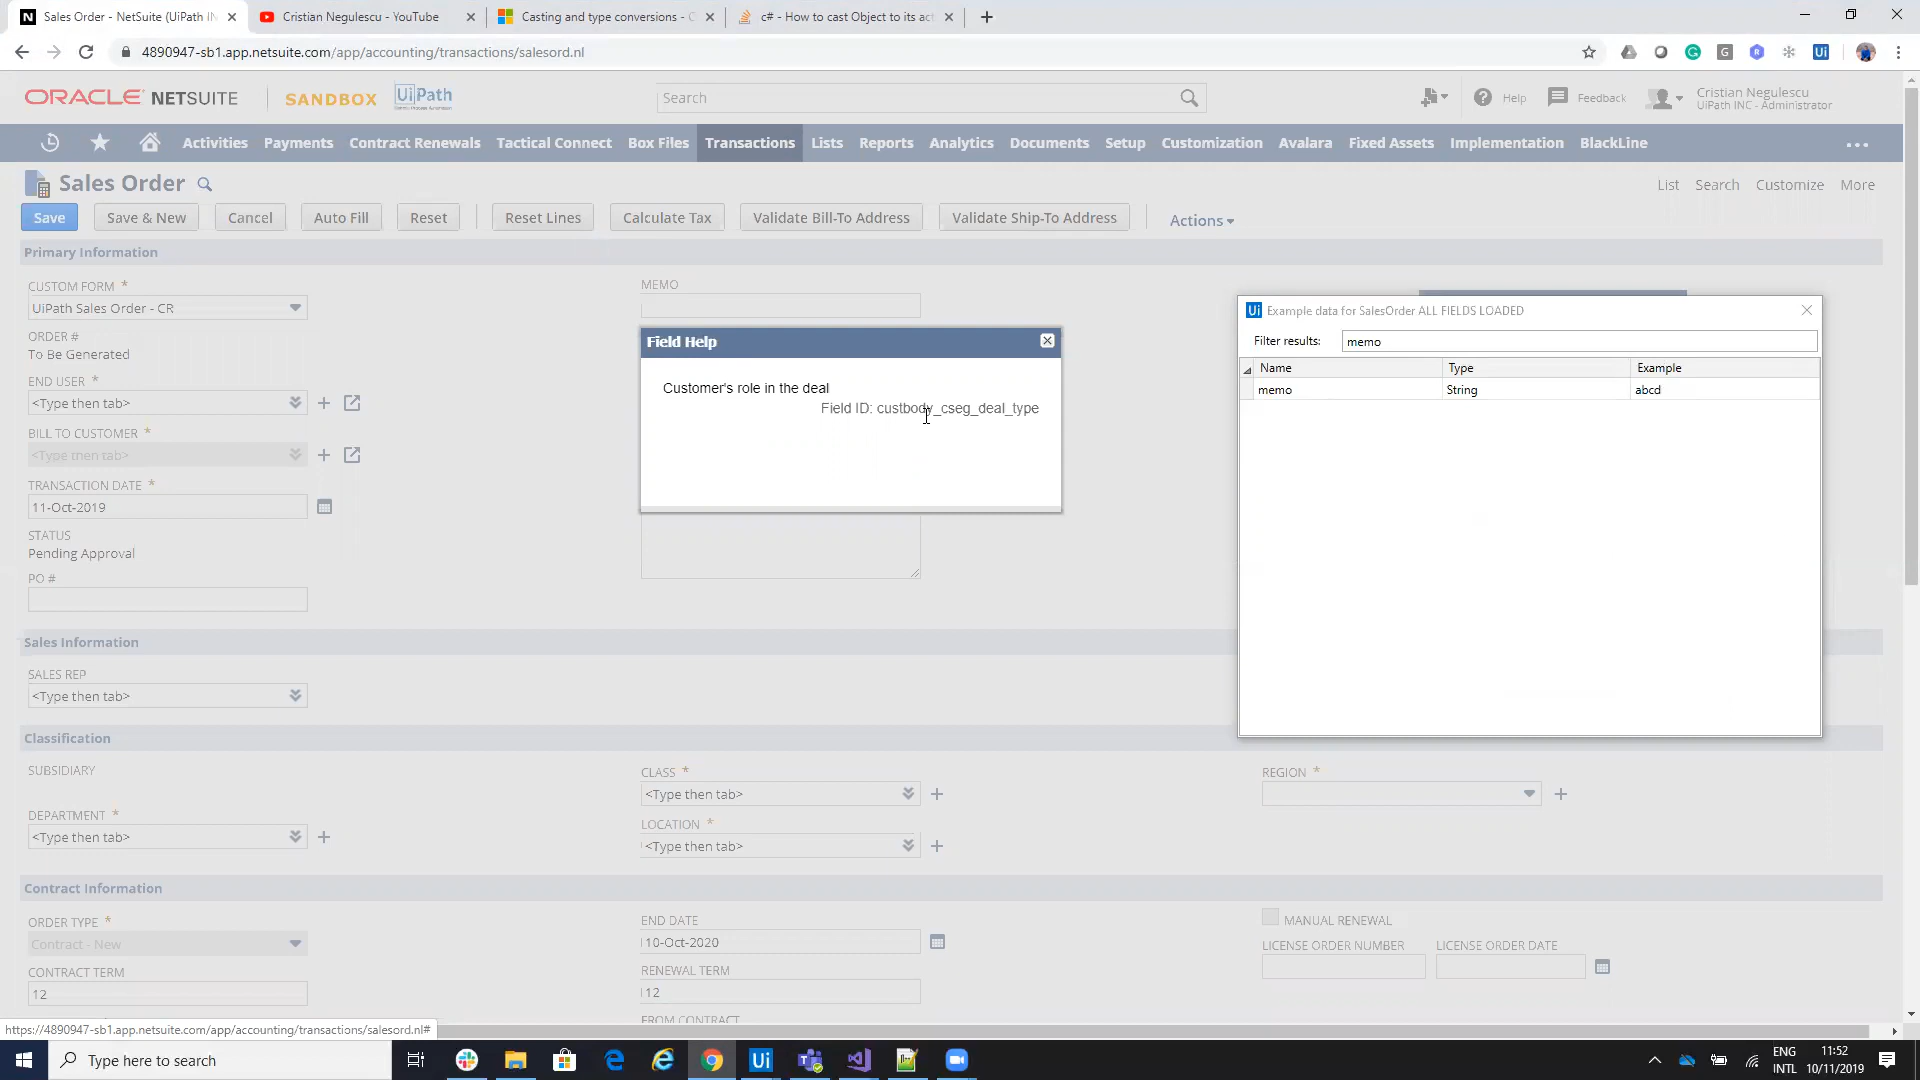 Sales Order - NetSuite (UiPath IN
Cristian Negulescu - YouTube
Casting and type conversions - C
c# - How to cast Object to its act
4890947-sb1.app.netsuite.com/app/accounting/transactions/salesord.nl
ORACLE NETSUITE
SANDBOX
UiPath
Search
Help
Feedback
Cristian Negulescu
UiPath INC - Administrator
Activities
Payments
Contract Renewals
Tactical Connect
Box Files
Transactions
Lists
Reports
Analytics
Documents
Setup
Customization
Avalara
Fixed Assets
Implementation
BlackLine
Sales Order
List
Search
Customize
More
Save
Save & New
Cancel
Auto Fill
Reset
Reset Lines
Calculate Tax
Validate Bill-To Address
Validate Ship-To Address
Actions
Primary Information
CUSTOM FORM *
UiPath Sales Order - CR
ORDER #
To Be Generated
END USER *
<Type then tab>
BILL TO CUSTOMER *
<Type then tab>
TRANSACTION DATE *
11-Oct-2019
STATUS
Pending Approval
PO #
MEMO
Field Help
Customer's role in the deal
Field ID: custbody_cseg_deal_type
Ui Example data for SalesOrder ALL FIELDS LOADED
Filter results: memo
Name Type Example
memo String abcd
Sales Information
SALES REP
<Type then tab>
Classification
SUBSIDIARY
DEPARTMENT *
<Type then tab>
CLASS *
<Type then tab>
LOCATION *
<Type then tab>
REGION *
Contract Information
ORDER TYPE *
Contract - New
CONTRACT TERM
12
END DATE
10-Oct-2020
RENEWAL TERM
12
FROM CONTRACT
MANUAL RENEWAL
LICENSE ORDER NUMBER
LICENSE ORDER DATE
https://4890947-sb1.app.netsuite.com/app/accounting/transactions/salesord.nl#
Type here to search
Ui
ENG
INTL
11:52
10/11/2019